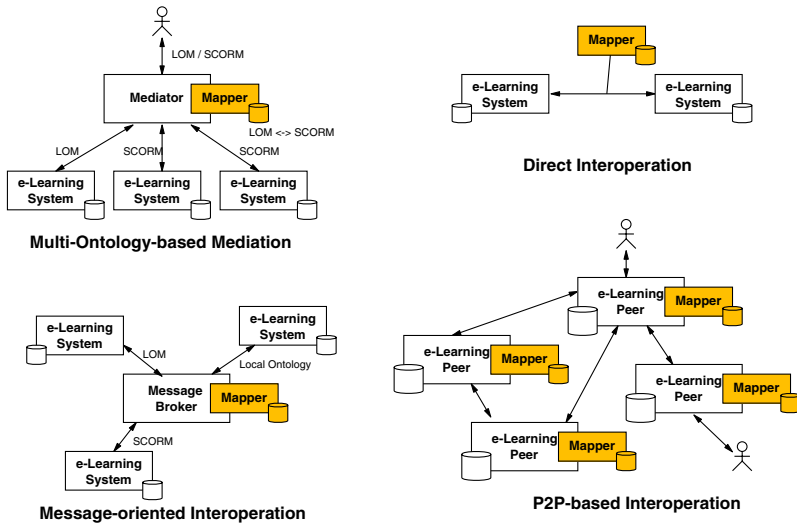 LOM / SCORM
Mediator
Mapper
LOM <-> SCORM
LOM
SCORM
SCORM
e-Learning
System
e-Learning
System
e-Learning
System
Multi-Ontology-based Mediation
Mapper
e-Learning
System
e-Learning
System
Direct Interoperation
e-Learning
System
e-Learning
System
LOM
Local Ontology
Message
Broker
Mapper
SCORM
e-Learning
System
Message-oriented Interoperation
e-Learning
Peer
Mapper
e-Learning
Peer
Mapper
e-Learning
Peer
Mapper
e-Learning
Peer
Mapper
P2P-based Interoperation